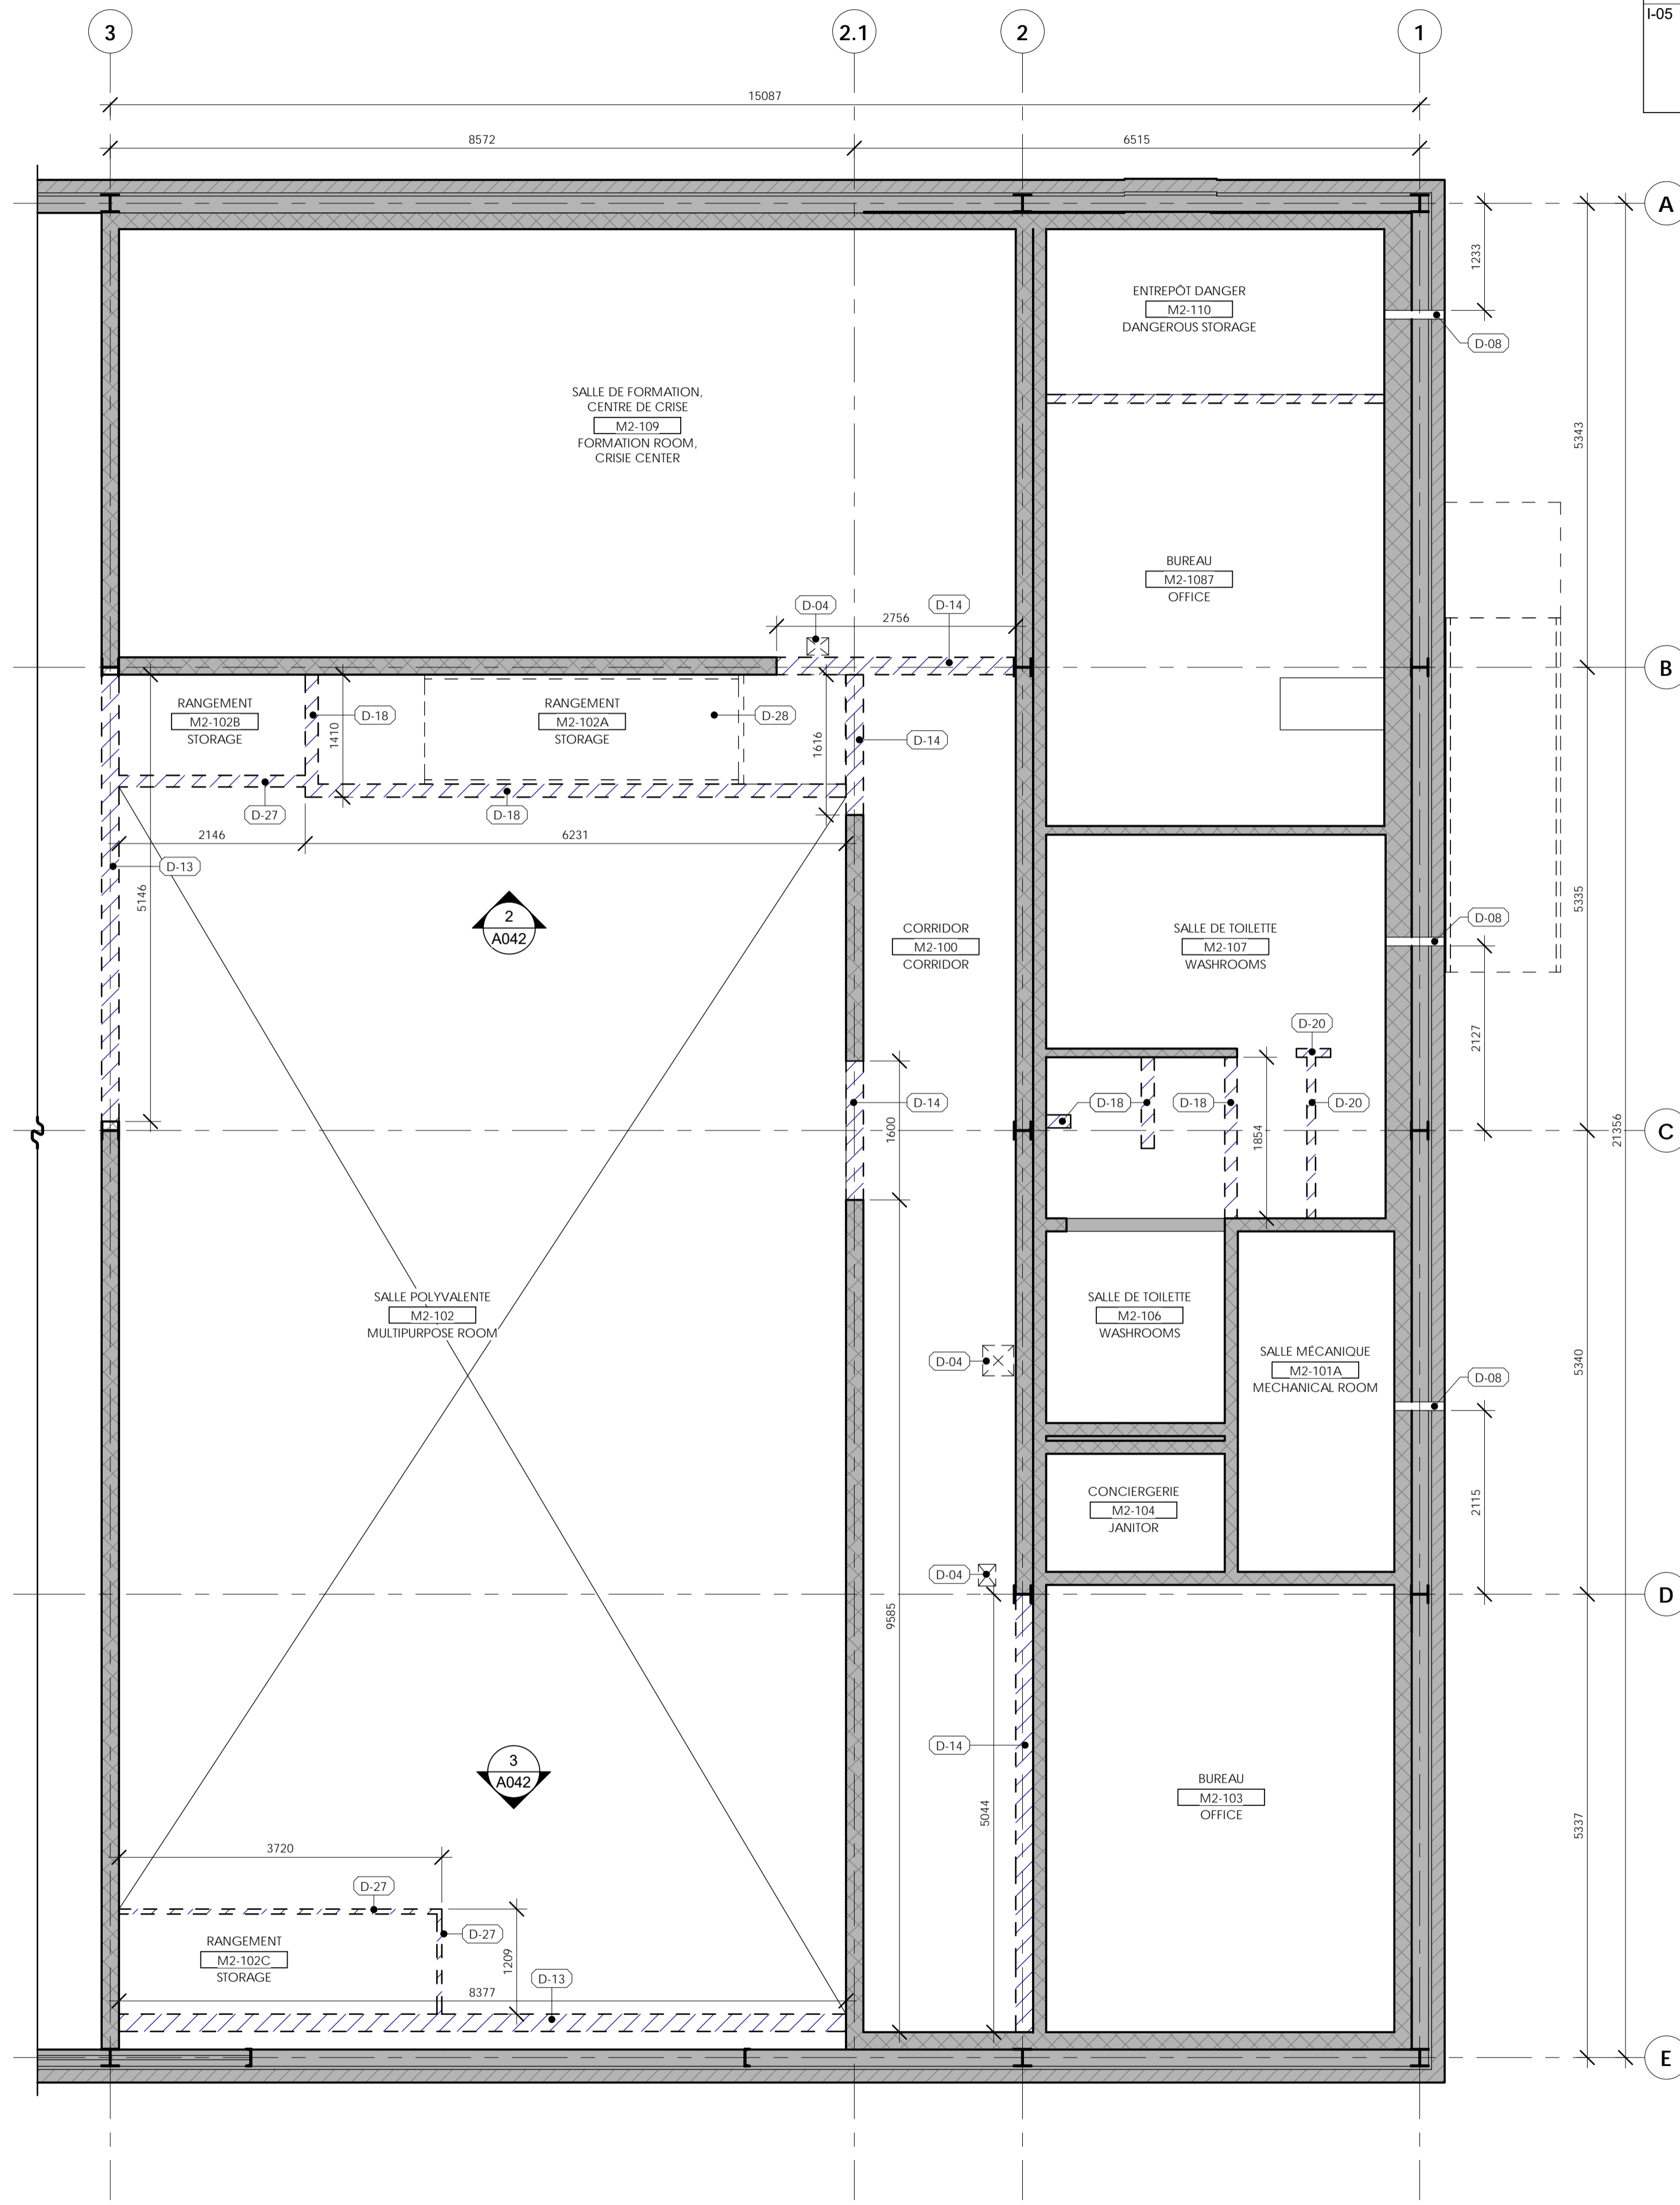 I-05
3
2.1
2
1
15087
8572
6515
A
1233
ENTREPÔT DANGER
M2-110
DANGEROUS STORAGE
D-08
SALLE DE FORMATION,
CENTRE DE CRISE
M2-109
FORMATION ROOM,
CRISIE CENTER
5343
BUREAU
M2-1087
OFFICE
D-04
D-14
2756
B
RANGEMENT
M2-102B
STORAGE
D-18
1410
RANGEMENT
M2-102A
STORAGE
D-28
1616
D-14
D-27
D-18
2146
6231
D-13
5146
2
A042
CORRIDOR
M2-100
CORRIDOR
SALLE DE TOILETTE
M2-107
WASHROOMS
D-08
5335
2127
D-20
D-14
1600
D-18
D-18
D-20
1854
C
21356
SALLE POLYVALENTE
M2-102
MULTIPURPOSE ROOM
SALLE DE TOILETTE
M2-106
WASHROOMS
D-04
SALLE MÉCANIQUE
M2-101A
MECHANICAL ROOM
D-08
5340
2115
CONCIERGERIE
M2-104
JANITOR
D-04
D
9585
D-14
3
A042
5044
BUREAU
M2-103
OFFICE
5337
3720
D-27
D-27
RANGEMENT
M2-102C
STORAGE
1209
D-13
8377
E